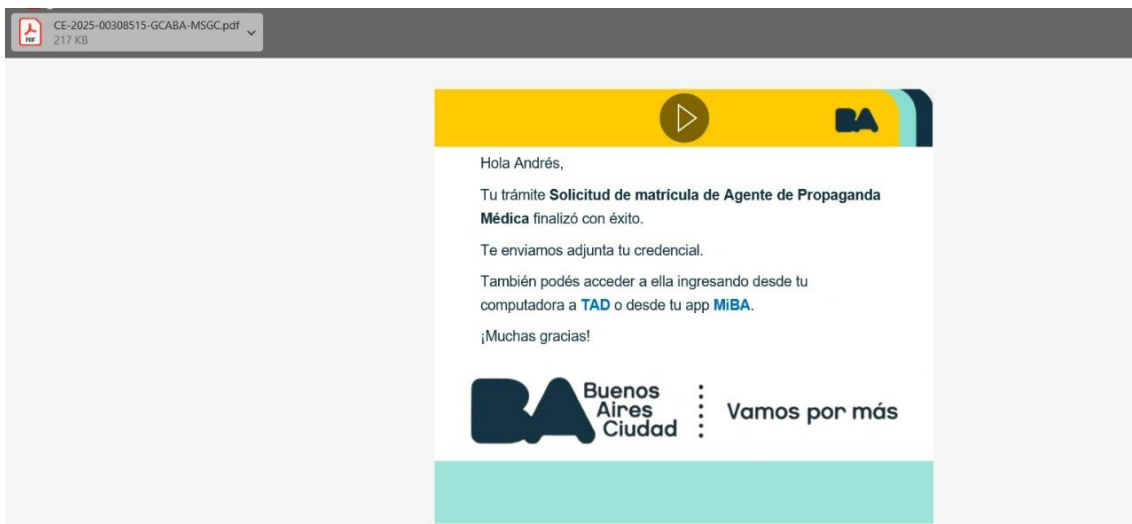 CE-2025-00308515-GCABA-MSGC.pdf
PDF
217 KB
BA
Hola Andrés,
Tu trámite Solicitud de matrícula de Agente de Propaganda
Médica finalizó con éxito.
Te enviamos adjunta tu credencial.
También podés acceder a ella ingresando desde tu
computadora a TAD o desde tu app MiBA.
¡Muchas gracias!
BA
Buenos
Aires
Ciudad
Vamos por más